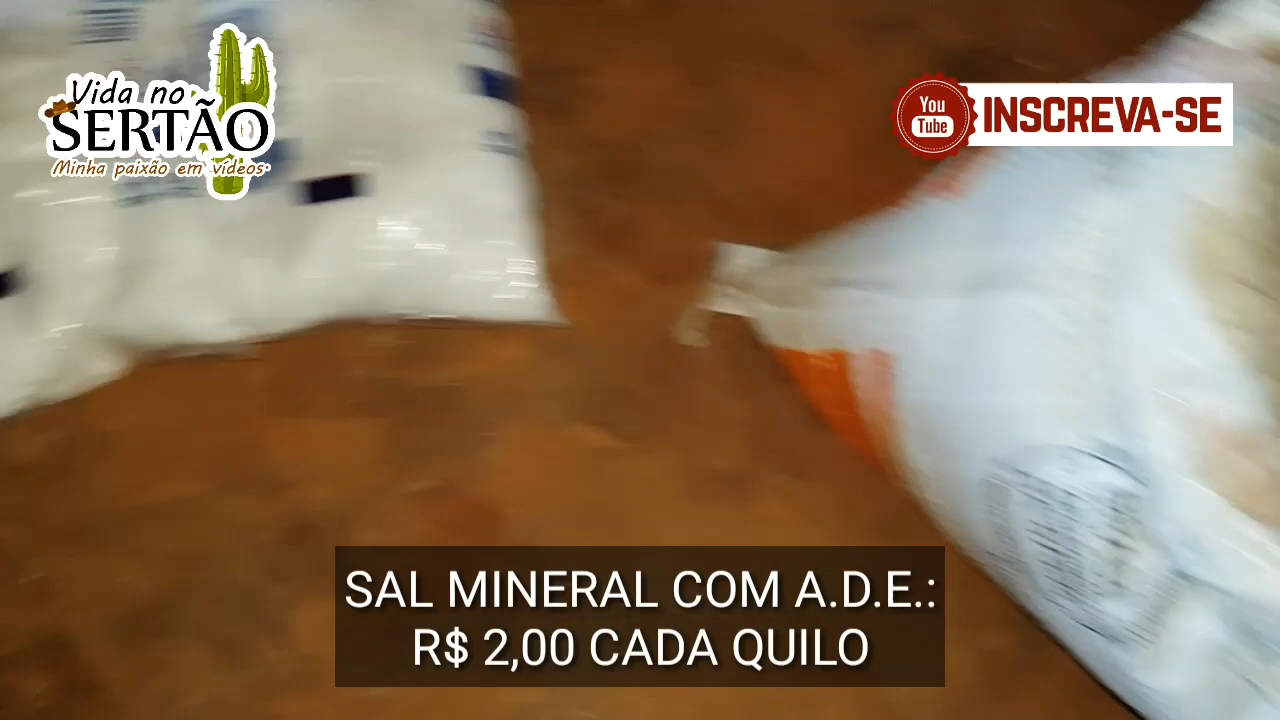 Vida no
SERTÃO
Minha paixão em vídeos
You
Tube
INSCREVA-SE
SAL MINERAL COM A.D.E.:
R$ 2,00 CADA QUILO